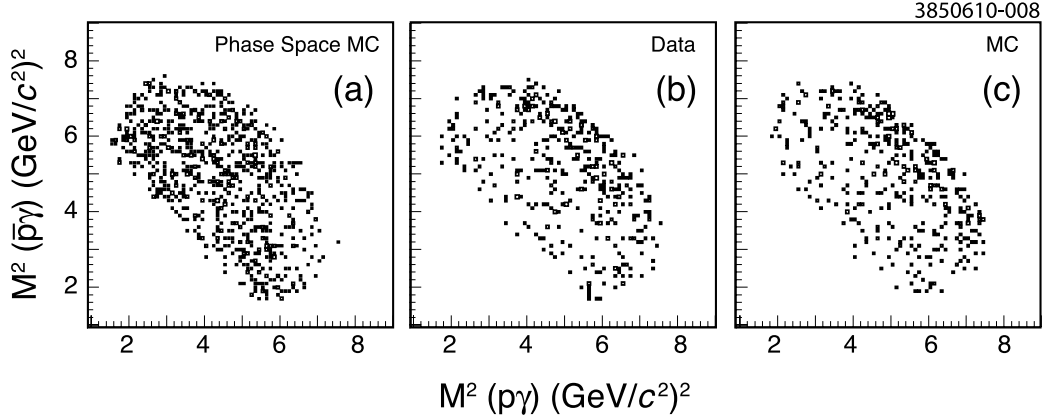 3850610-008
Phase Space MC
(a)
Data
(b)
MC
(c)
M² (p̄γ) (GeV/c²)²
8
6
4
2
2 4 6 8
2 4 6 8
2 4 6 8
M² (pγ) (GeV/c²)²